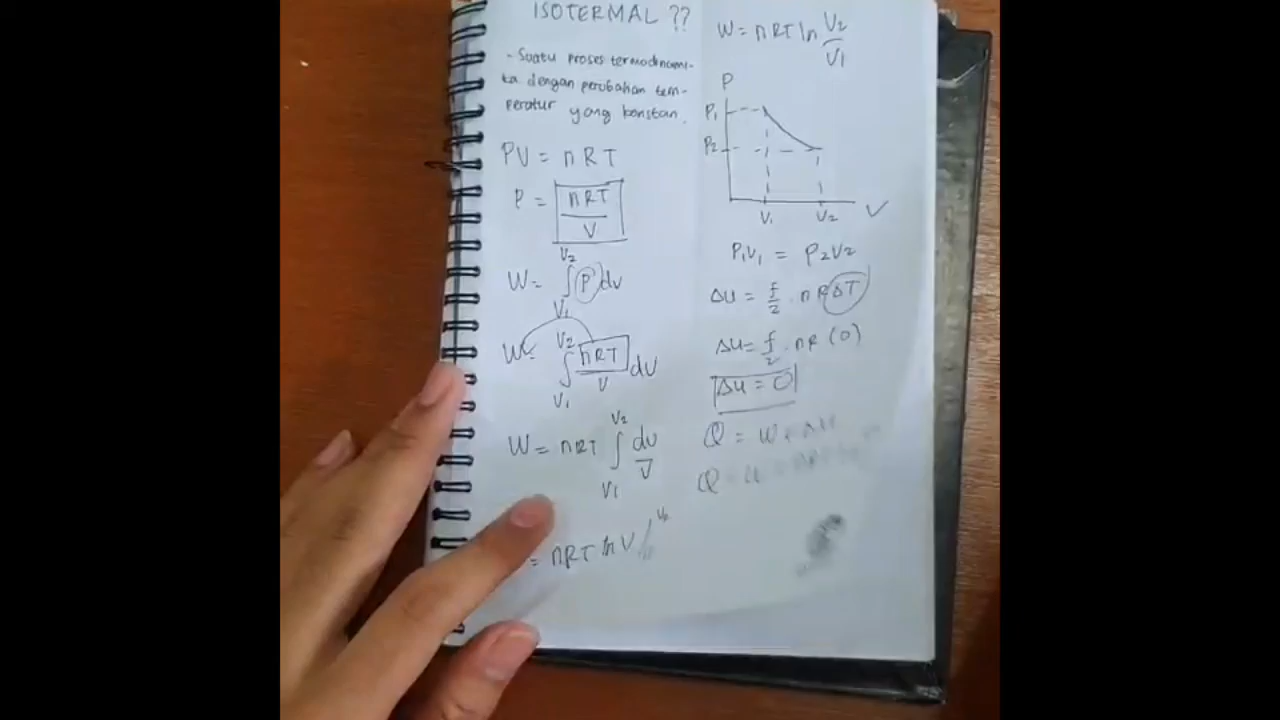 ISOTERMAL ??
- Suatu proses termodinami-
ka dengan perubahan tem-
peratur yang konstan.
PV = nRT
P = nRT/V
W = ∫ P dv
V2
V1
W = ∫ nRT/V dV
V2
V1
W = nRT ∫ dv/V
V2
V1
= nRT ln V |
V2
W = nRT ln V2/V1
P
P1
P2
V1 V2 V
P1V1 = P2V2
ΔU = f/2 . nRΔT
ΔU = f/2 . nR (0)
ΔU = 0
Q = W + ΔU
Q =